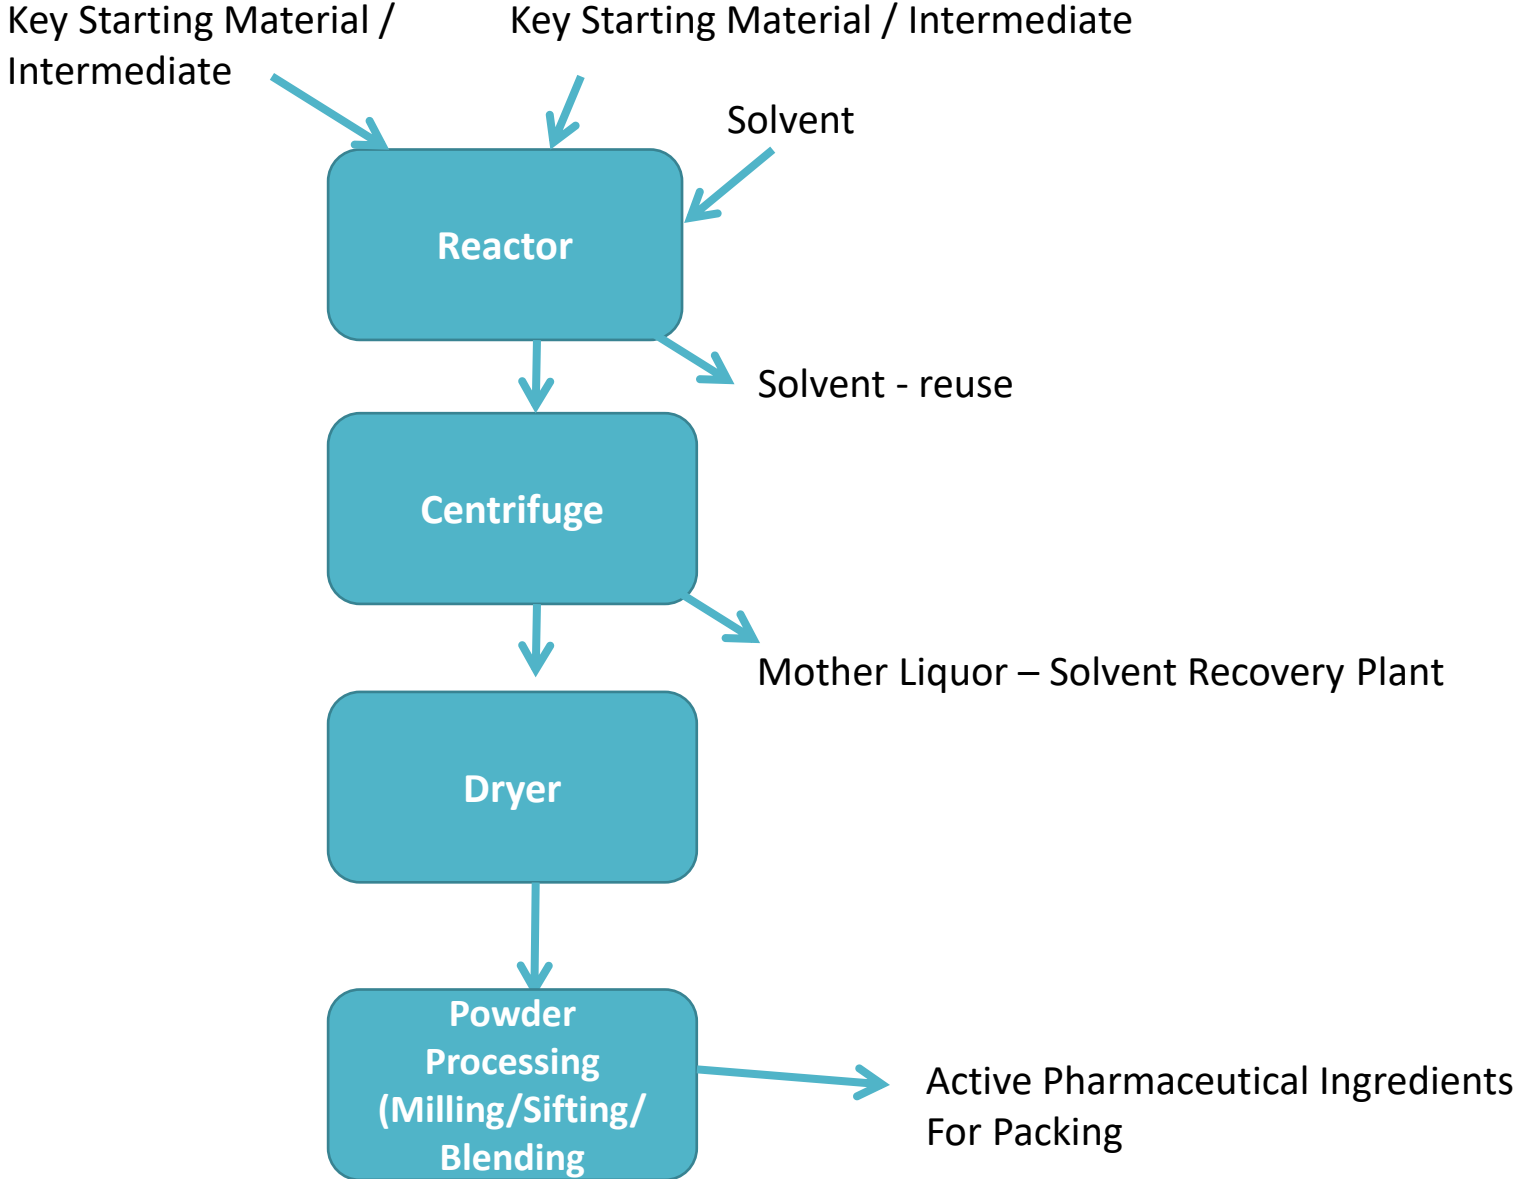 Key Starting Material /
Intermediate
Key Starting Material / Intermediate
Solvent
Reactor
Solvent - reuse
Centrifuge
Mother Liquor – Solvent Recovery Plant
Dryer
Powder
Processing
(Milling/Sifting/
Blending
Active Pharmaceutical Ingredients
For Packing